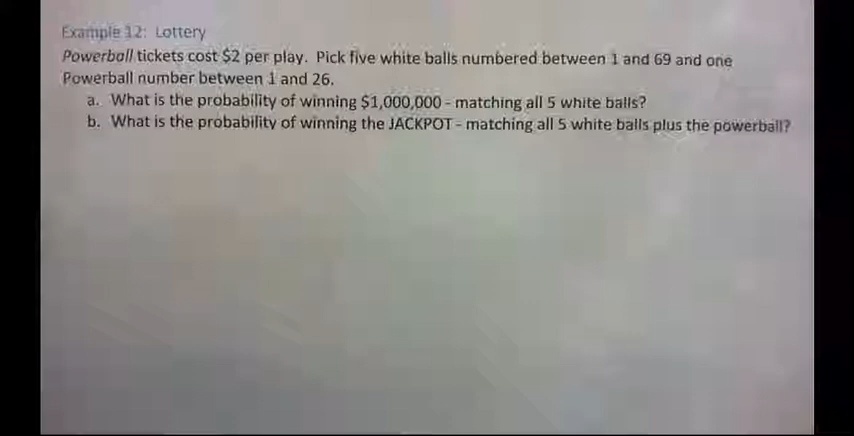 Example 12: Lottery
Powerball tickets cost $2 per play. Pick five white balls numbered between 1 and 69 and one
Powerball number between 1 and 26.
a. What is the probability of winning $1,000,000 - matching all 5 white balls?
b. What is the probability of winning the JACKPOT - matching all 5 white balls plus the powerball?